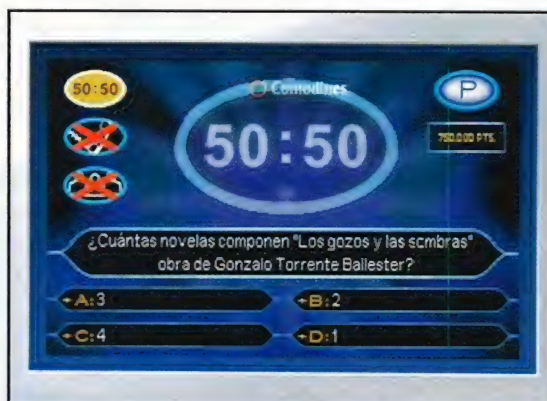 50:50
Comodines
P
50:50
750.000 PTS.
¿Cuántas novelas componen "Los gozos y las sombras"
obra de Gonzalo Torrente Ballester?
A: 3
B: 2
C: 4
D: 1